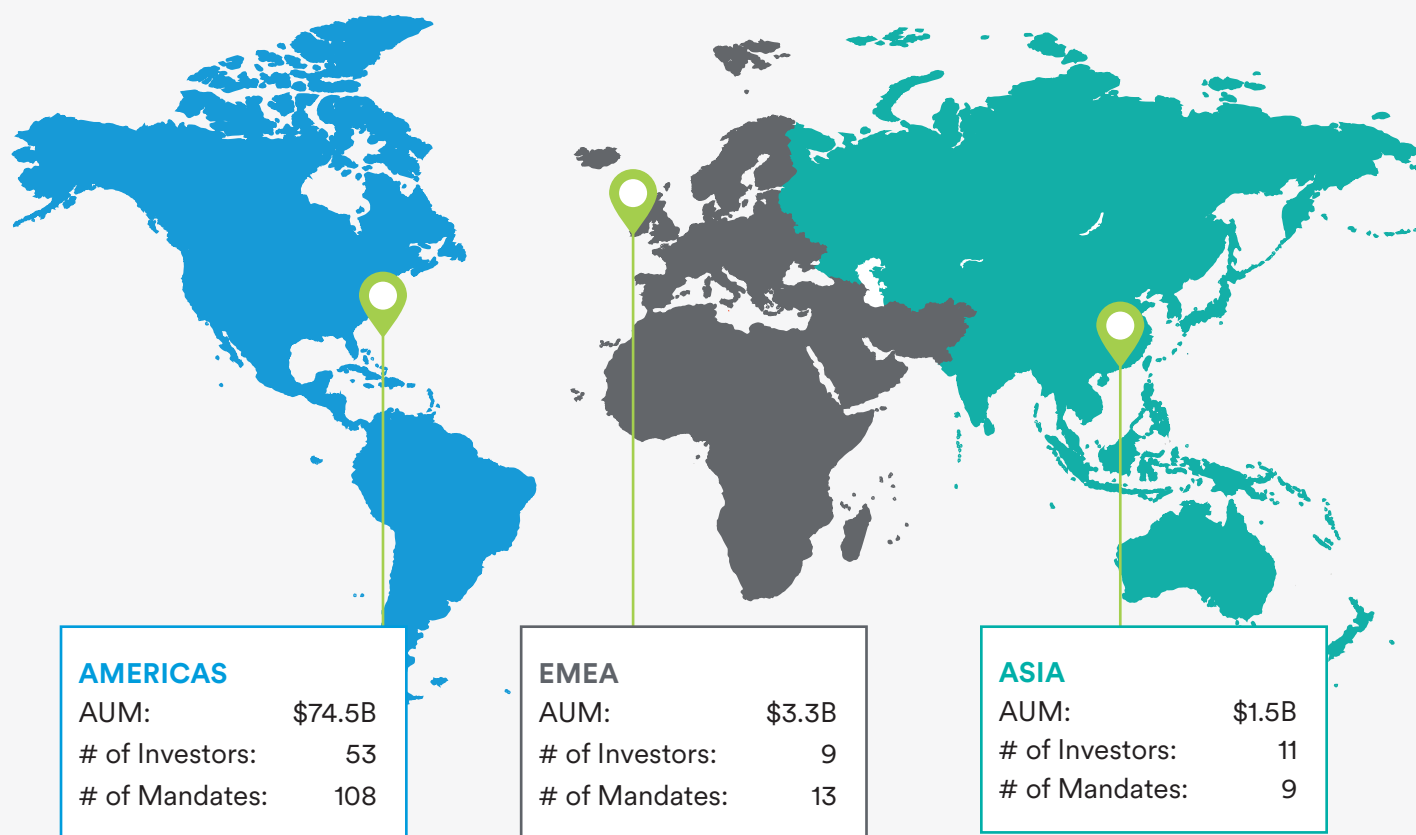 AMERICAS
AUM: $74.5B
# of Investors: 53
# of Mandates: 108
EMEA
AUM: $3.3B
# of Investors: 9
# of Mandates: 13
ASIA
AUM: $1.5B
# of Investors: 11
# of Mandates: 9